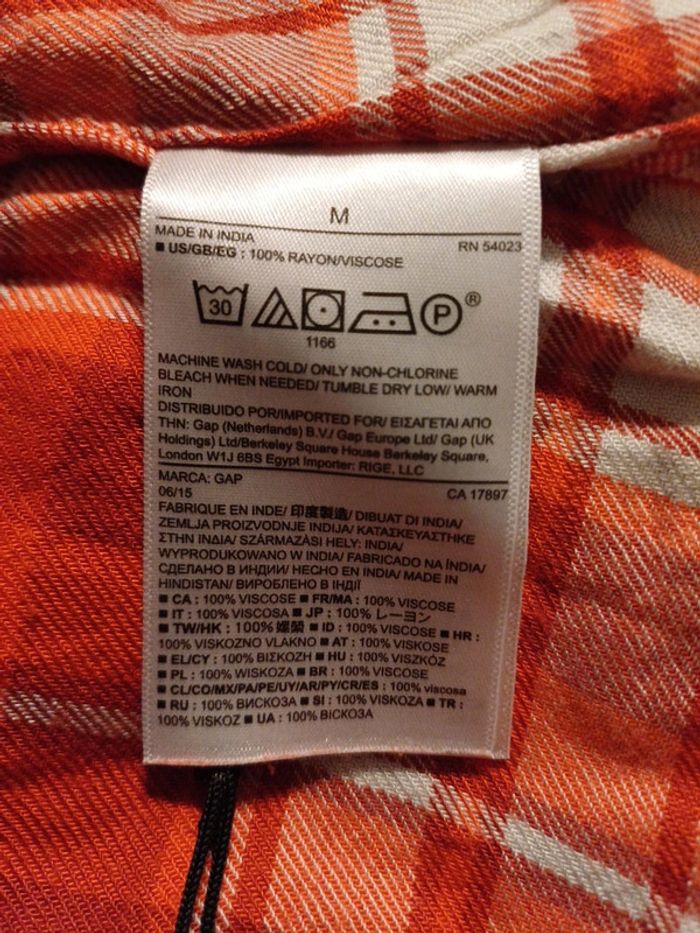 M
MADE IN INDIA RN 54023
■ US/GB/EG : 100% RAYON/VISCOSE
30 P®
1166
MACHINE WASH COLD/ ONLY NON-CHLORINE
BLEACH WHEN NEEDED/ TUMBLE DRY LOW/ WARM
IRON
DISTRIBUIDO POR/IMPORTED FOR/ ΕΙΣΑΓΕΤΑΙ ΑΠΟ
ΤΗΝ: Gap (Netherlands) B.V./ Gap Europe Ltd/ Gap (UK
Holdings) Ltd/Berkeley Square House Berkeley Square,
London W1J 6BS Egypt Importer: RIGE, LLC
MARCA: GAP
06/15 CA 17897
FABRIQUE EN INDE/ 印度製造/ DIBUAT DI INDIA/
ZEMLJA PROIZVODNJE INDIJA/ ΚΑΤΑΣΚΕΥΑΣΤΗΚΕ
ΣΤΗΝ ΙΝΔΙΑ/ SZÁRMAZÁSI HELY: INDIA/
WYPRODUKOWANO W INDIA/ FABRICADO NA ÍNDIA/
СДЕЛАНО В ИНДИИ/ HECHO EN INDIA/ MADE IN
HINDISTAN/ ВИРОБЛЕНО В ІНДІЇ
■ CA : 100% VISCOSE ■ FR/MA : 100% VISCOSE
■ IT : 100% VISCOSA ■ JP : 100% レーヨン
■ TW/HK : 100% 嫘縈 ■ ID : 100% VISCOSE ■ HR :
100% VISKOZNO VLAKNO ■ AT : 100% VISKOSE
■ EL/CY : 100% ΒΙΣΚΟΖΗ ■ HU : 100% VISZKÓZ
■ PL : 100% WISKOZA ■ BR : 100% VISCOSE
■ CL/CO/MX/PA/PE/UY/AR/PY/CR/ES : 100% viscosa
■ RU : 100% ВИСКОЗА ■ SI : 100% VISKOZA ■ TR :
100% VISKOZ ■ UA : 100% ВІСКОЗА